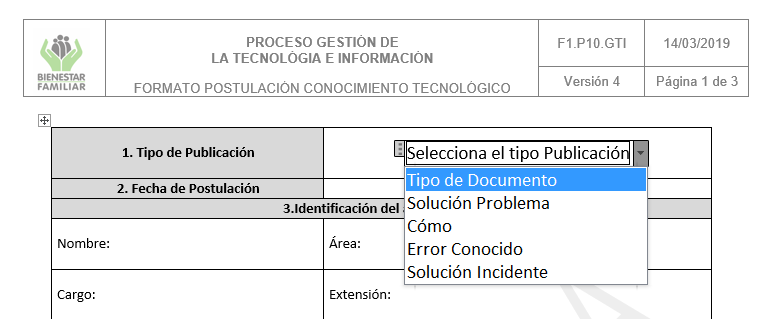 PROCESO GESTIÓN DE
LA TECNOLÓGIA E INFORMACIÓN
FORMATO POSTULACIÓN CONOCIMIENTO TECNOLÓGICO
F1.P10.GTI
14/03/2019
Versión 4
Página 1 de 3
BIENESTAR
FAMILIAR
1. Tipo de Publicación
Selecciona el tipo Publicación
Tipo de Documento
Solución Problema
Cómo
Error Conocido
Solución Incidente
2. Fecha de Postulación
3.Identificación del
Nombre:
Área:
Cargo:
Extensión: